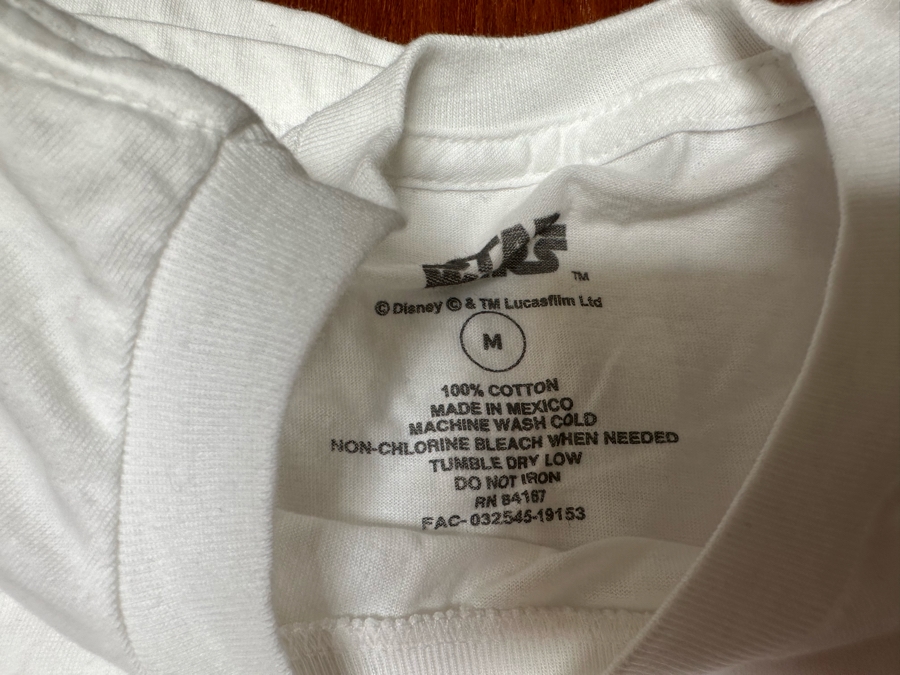 TM
© Disney © & TM Lucasfilm Ltd
M
100% COTTON
MADE IN MEXICO
MACHINE WASH COLD
NON-CHLORINE BLEACH WHEN NEEDED
TUMBLE DRY LOW
DO NOT IRON
RN 84167
FAC- 032545-19153